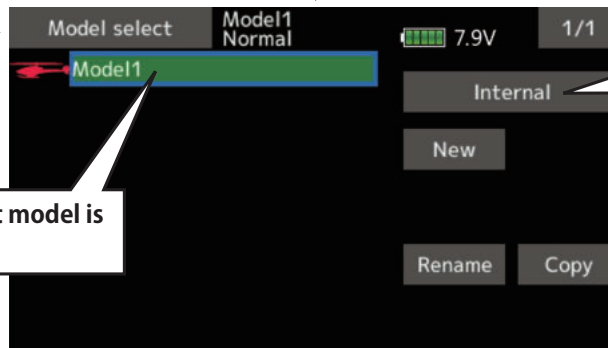 Model select
Model1
Normal
7.9V
1/1
Model1
Internal
New
model is
Rename
Copy